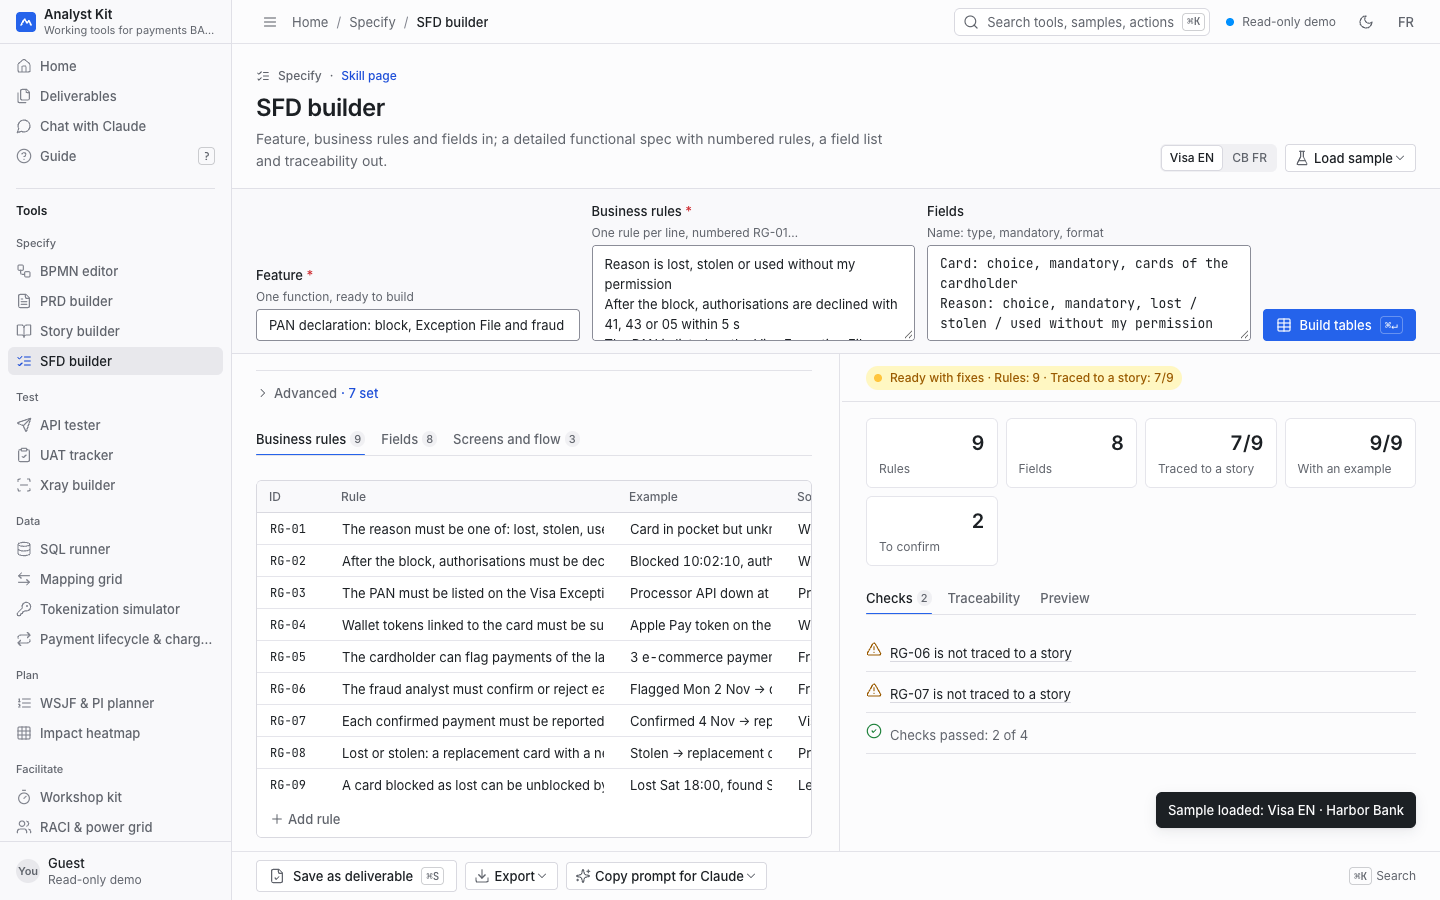 Analyst Kit
Working tools for payments BA...
Home
Deliverables
Chat with Claude
Guide
?
Tools
Specify
BPMN editor
PRD builder
Story builder
SFD builder
Test
API tester
UAT tracker
Xray builder
Data
SQL runner
Mapping grid
Tokenization simulator
Payment lifecycle & charg...
Plan
WSJF & PI planner
Impact heatmap
Facilitate
Workshop kit
RACI & power grid
You
Guest
Read-only demo
Home / Specify / SFD builder
Search tools, samples, actions ⌘K
Read-only demo
FR
Specify · Skill page
SFD builder
Feature, business rules and fields in; a detailed functional spec with numbered rules, a field list
and traceability out.
Visa EN
CB FR
Load sample
Feature *
One function, ready to build
PAN declaration: block, Exception File and fraud
Business rules *
One rule per line, numbered RG-01...
Reason is lost, stolen or used without my
permission
After the block, authorisations are declined with
41, 43 or 05 within 5 s
Fields
Name: type, mandatory, format
Card: choice, mandatory, cards of the
cardholder
Reason: choice, mandatory, lost /
stolen / used without my permission
Build tables ⌘↵
Advanced · 7 set
Business rules 9
Fields 8
Screens and flow 3
ID Rule Example So
RG-01 The reason must be one of: lost, stolen, use Card in pocket but unkr W
RG-02 After the block, authorisations must be dec Blocked 10:02:10, auth W
RG-03 The PAN must be listed on the Visa Excepti Processor API down at Pr
RG-04 Wallet tokens linked to the card must be su Apple Pay token on the W
RG-05 The cardholder can flag payments of the la 3 e-commerce paymer Fr
RG-06 The fraud analyst must confirm or reject ea Flagged Mon 2 Nov → c Fr
RG-07 Each confirmed payment must be reported Confirmed 4 Nov → rep Vi
RG-08 Lost or stolen: a replacement card with a ne Stolen → replacement c Pr
RG-09 A card blocked as lost can be unblocked by Lost Sat 18:00, found S Le
+ Add rule
Ready with fixes · Rules: 9 · Traced to a story: 7/9
9
Rules
8
Fields
7/9
Traced to a story
9/9
With an example
2
To confirm
Checks 2
Traceability
Preview
RG-06 is not traced to a story
RG-07 is not traced to a story
Checks passed: 2 of 4
Sample loaded: Visa EN · Harbor Bank
Save as deliverable ⌘S
Export
Copy prompt for Claude
⌘K Search